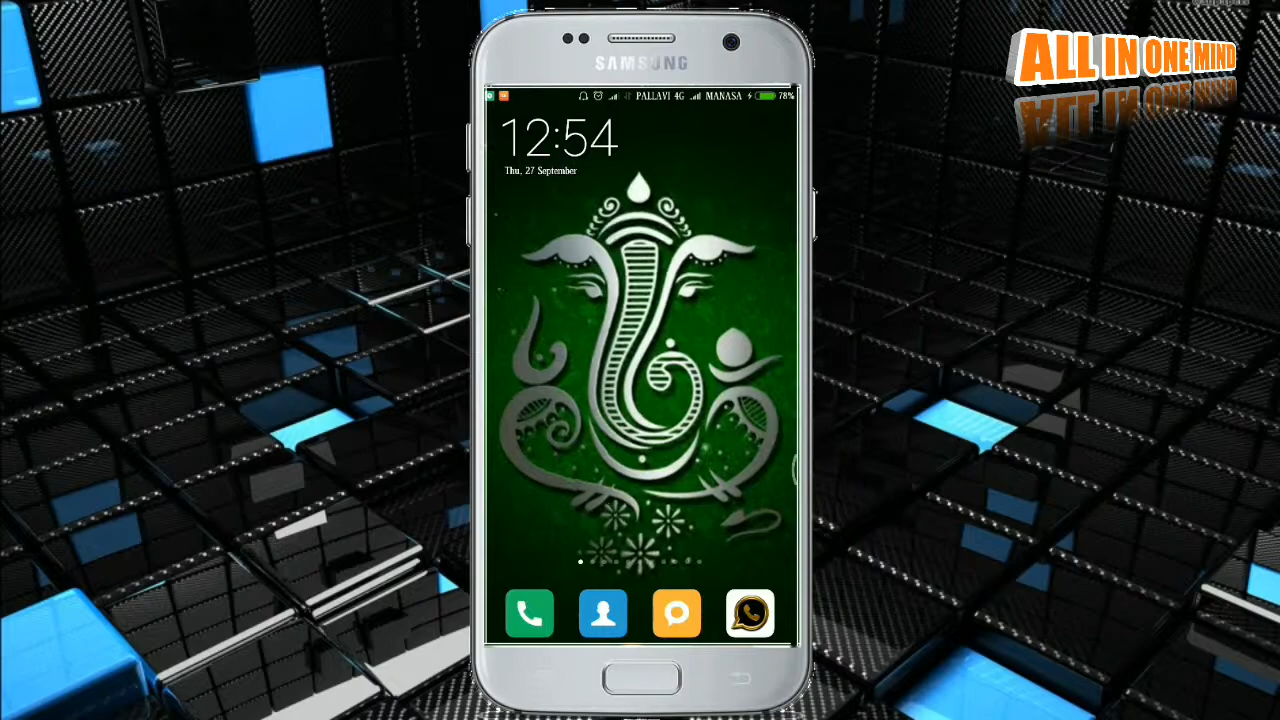 ALL IN ONE MIND
SAMSUNG
PALLAVI 4G MANASA 78%
12:54
Thu, 27 September